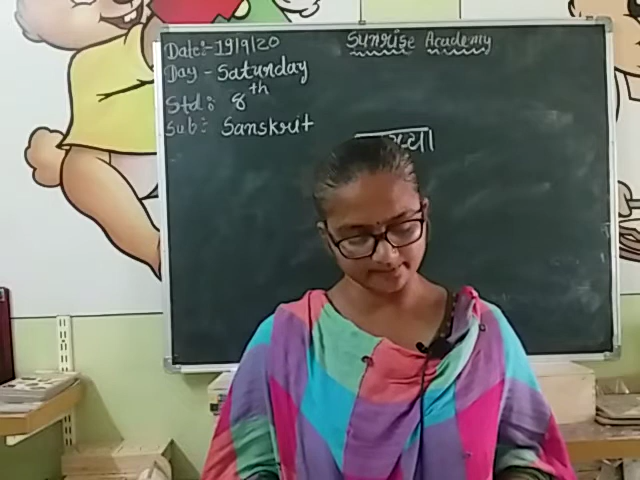 Sunrise Academy
Date:-19/9/20
Day - Saturday
Std: 8th
Sub: Sanskrit